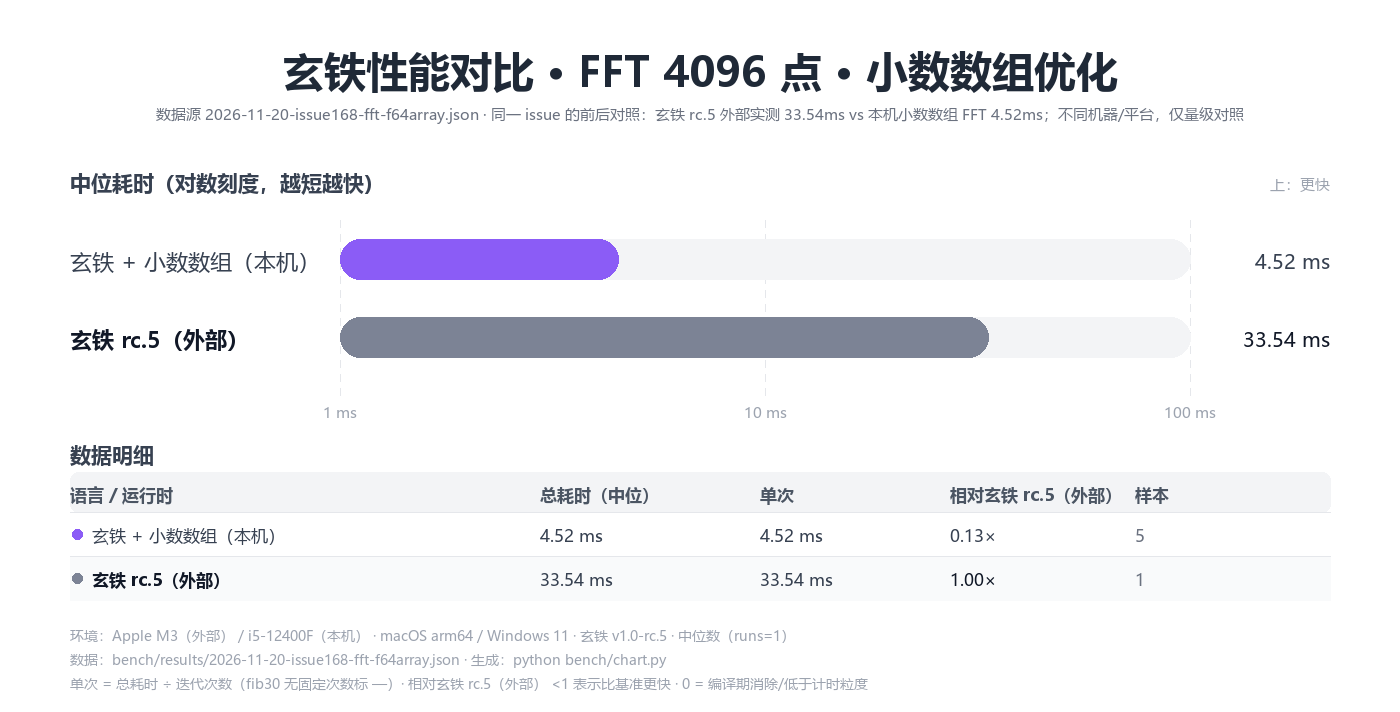 玄铁性能对比 • FFT 4096 点 • 小数数组优化
数据源 2026-11-20-issue168-fft-f64array.json · 同一 issue 的前后对照：玄铁 rc.5 外部实测 33.54ms vs 本机小数数组 FFT 4.52ms；不同机器/平台，仅量级对照
中位耗时（对数刻度，越短越快）
上：更快
玄铁 + 小数数组（本机）
4.52 ms
玄铁 rc.5（外部）
33.54 ms
1 ms 10 ms 100 ms
数据明细
语言 / 运行时 总耗时（中位） 单次 相对玄铁 rc.5（外部） 样本
玄铁 + 小数数组（本机） 4.52 ms 4.52 ms 0.13× 5
玄铁 rc.5（外部） 33.54 ms 33.54 ms 1.00× 1
环境：Apple M3（外部） / i5-12400F（本机） · macOS arm64 / Windows 11 · 玄铁 v1.0-rc.5 · 中位数（runs=1）
数据：bench/results/2026-11-20-issue168-fft-f64array.json · 生成：python bench/chart.py
单次 = 总耗时 ÷ 迭代次数（fib30 无固定次数标 —）· 相对玄铁 rc.5（外部） <1 表示比基准更快 · 0 = 编译期消除/低于计时粒度